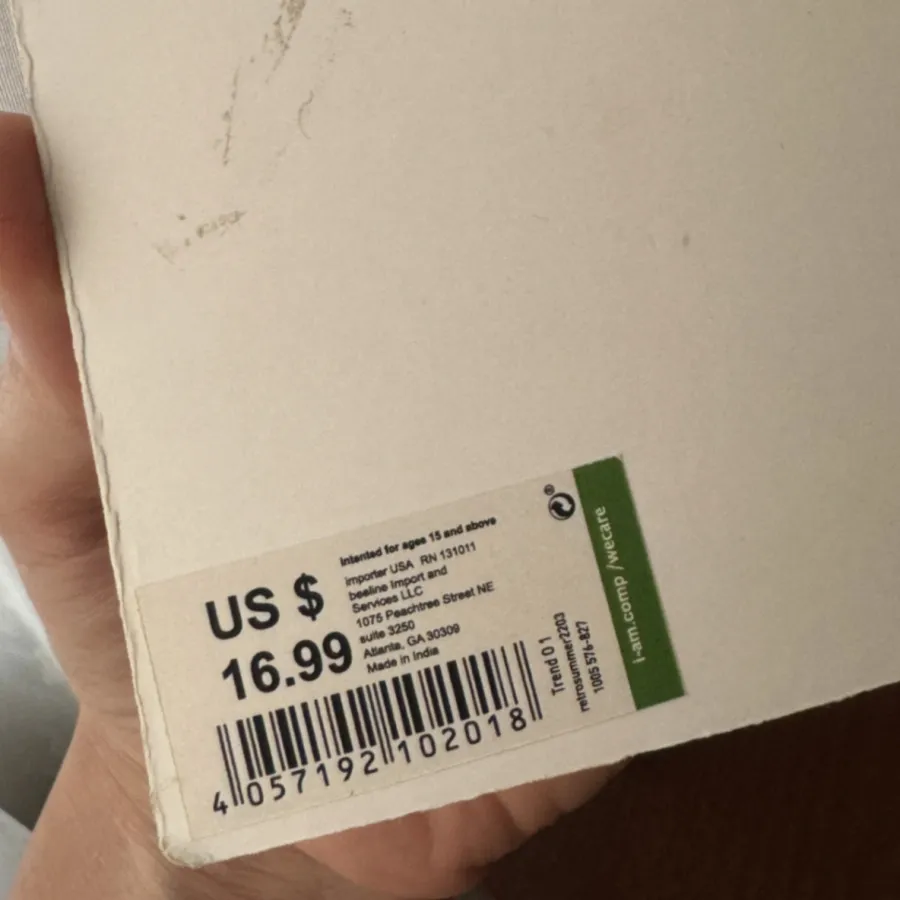 US $
16.99
intented for ages 15 and above
importer USA RN 131011
beeline Import and
Services LLC
1075 Peachtree Street NE
suite 3250
Atlanta, GA 30309
Made in India
4 057192 102018
Trend 0 1
retrosummer2203
1005 576-827
®
i-am.comp /wecare